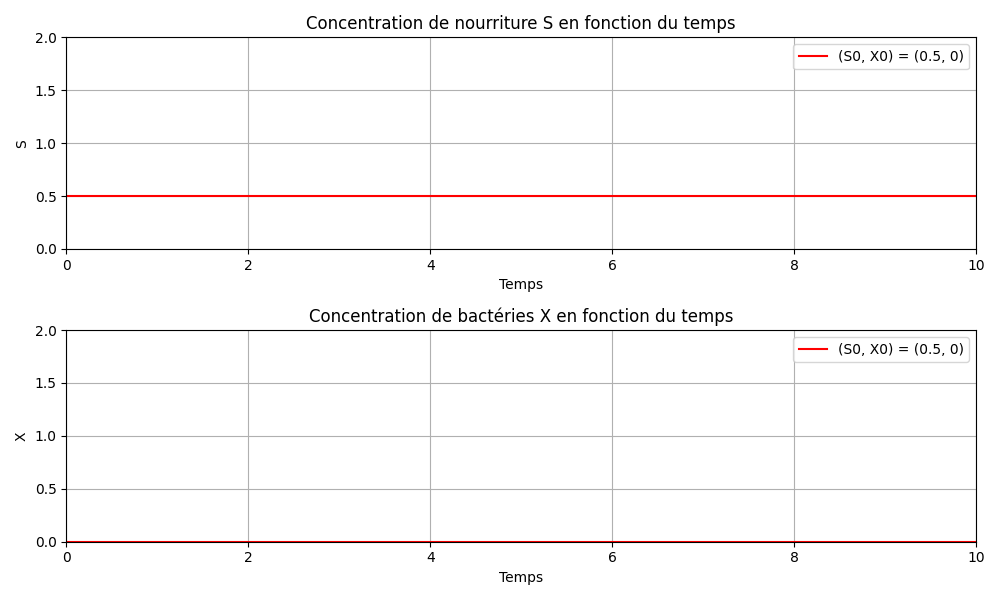 Concentration de nourriture S en fonction du temps
2.0
(S0, X0) = (0.5, 0)
1.5
S
1.0
0.5
0.0
0 2 4 6 8 10
Temps
Concentration de bactéries X en fonction du temps
2.0
(S0, X0) = (0.5, 0)
1.5
X
1.0
0.5
0.0
0 2 4 6 8 10
Temps